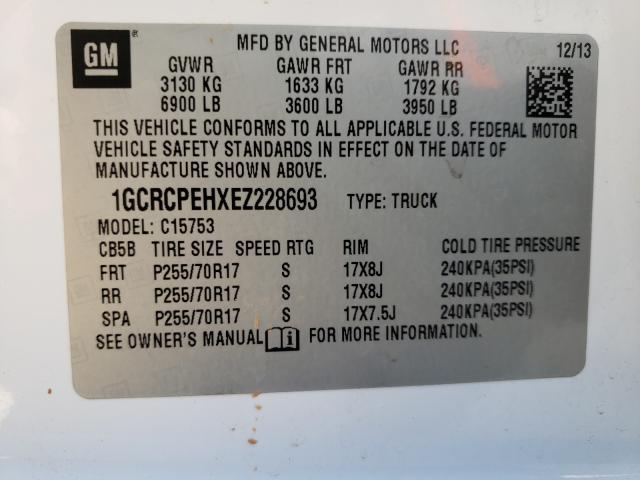 GM ®
MFD BY GENERAL MOTORS LLC 12/13
GVWR GAWR FRT GAWR RR
3130 KG 1633 KG 1792 KG
6900 LB 3600 LB 3950 LB
THIS VEHICLE CONFORMS TO ALL APPLICABLE U.S. FEDERAL MOTOR
VEHICLE SAFETY STANDARDS IN EFFECT ON THE DATE OF
MANUFACTURE SHOWN ABOVE.
1GCRCPEHXEZ228693 TYPE: TRUCK
MODEL: C15753
CB5B TIRE SIZE SPEED RTG RIM COLD TIRE PRESSURE
FRT P255/70R17 S 17X8J 240KPA(35PSI)
RR P255/70R17 S 17X8J 240KPA(35PSI)
SPA P255/70R17 S 17X7.5J 240KPA(35PSI)
SEE OWNER'S MANUAL i FOR MORE INFORMATION.